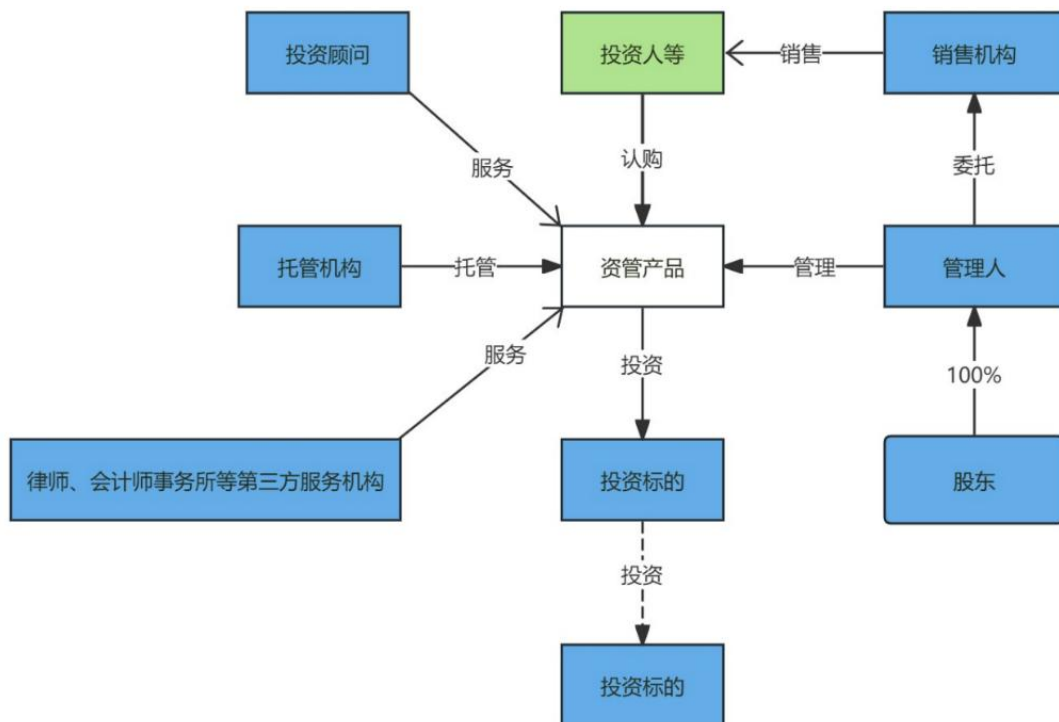 投资顾问
投资人等
销售
销售机构
服务
认购
委托
托管机构
托管
资管产品
管理
管理人
服务
投资
100%
律师、会计师事务所等第三方服务机构
投资标的
股东
投资
投资标的